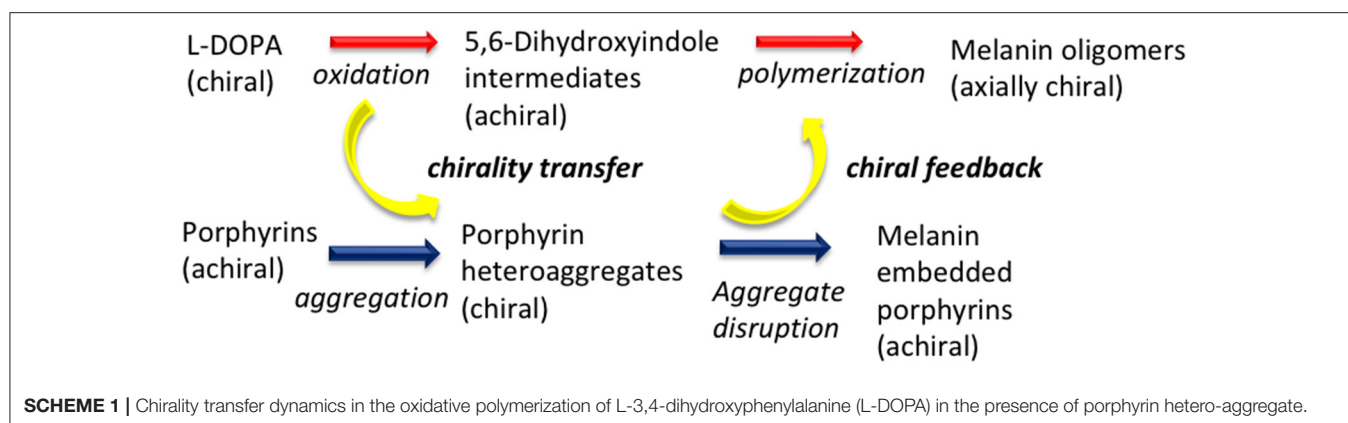 L-DOPA
(chiral)
oxidation
5,6-Dihydroxyindole
intermediates
(achiral)
polymerization
Melanin oligomers
(axially chiral)
chirality transfer
chiral feedback
Porphyrins
(achiral)
aggregation
Porphyrin
heteroaggregates
(chiral)
Aggregate
disruption
Melanin
embedded
porphyrins
(achiral)
SCHEME 1 | Chirality transfer dynamics in the oxidative polymerization of L-3,4-dihydroxyphenylalanine (L-DOPA) in the presence of porphyrin hetero-aggregate.